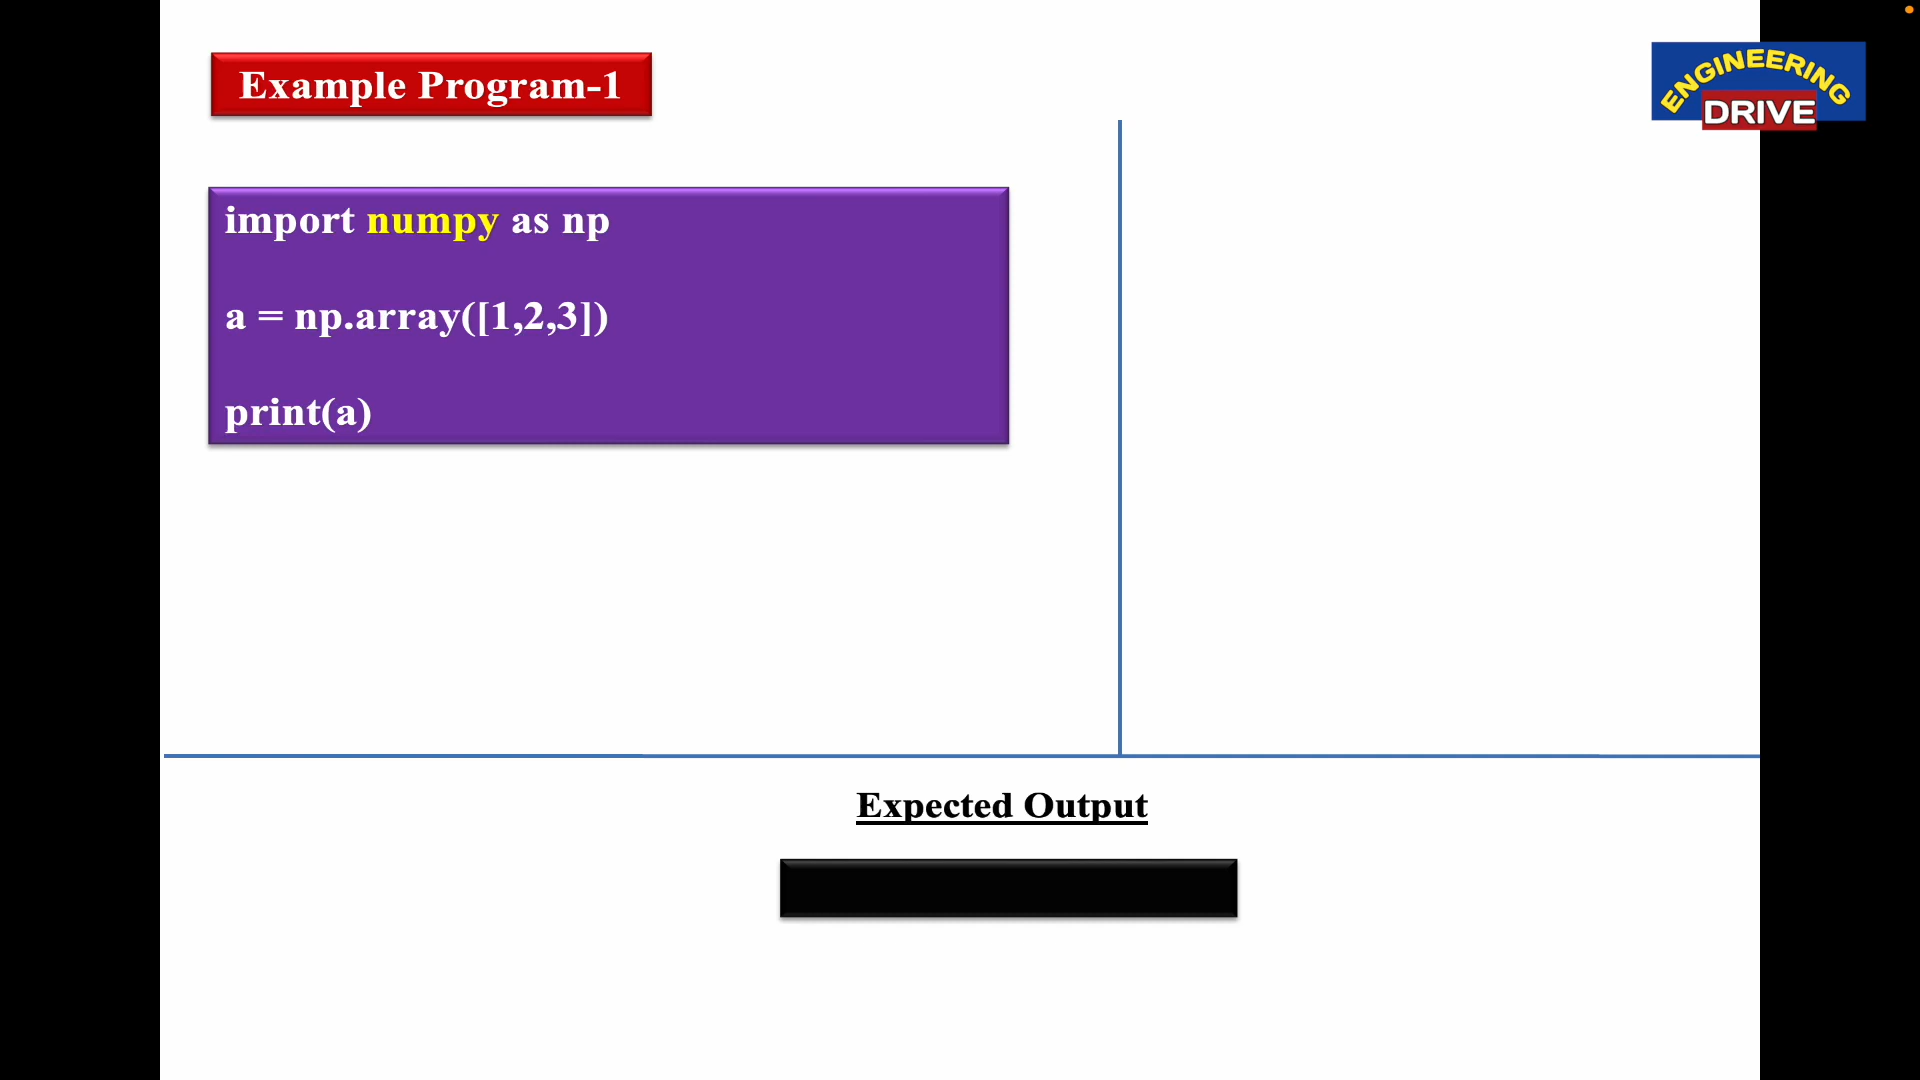 Example Program-1
ENGINEERING
DRIVE
import numpy as np
a = np.array([1,2,3])
print(a)
Expected Output